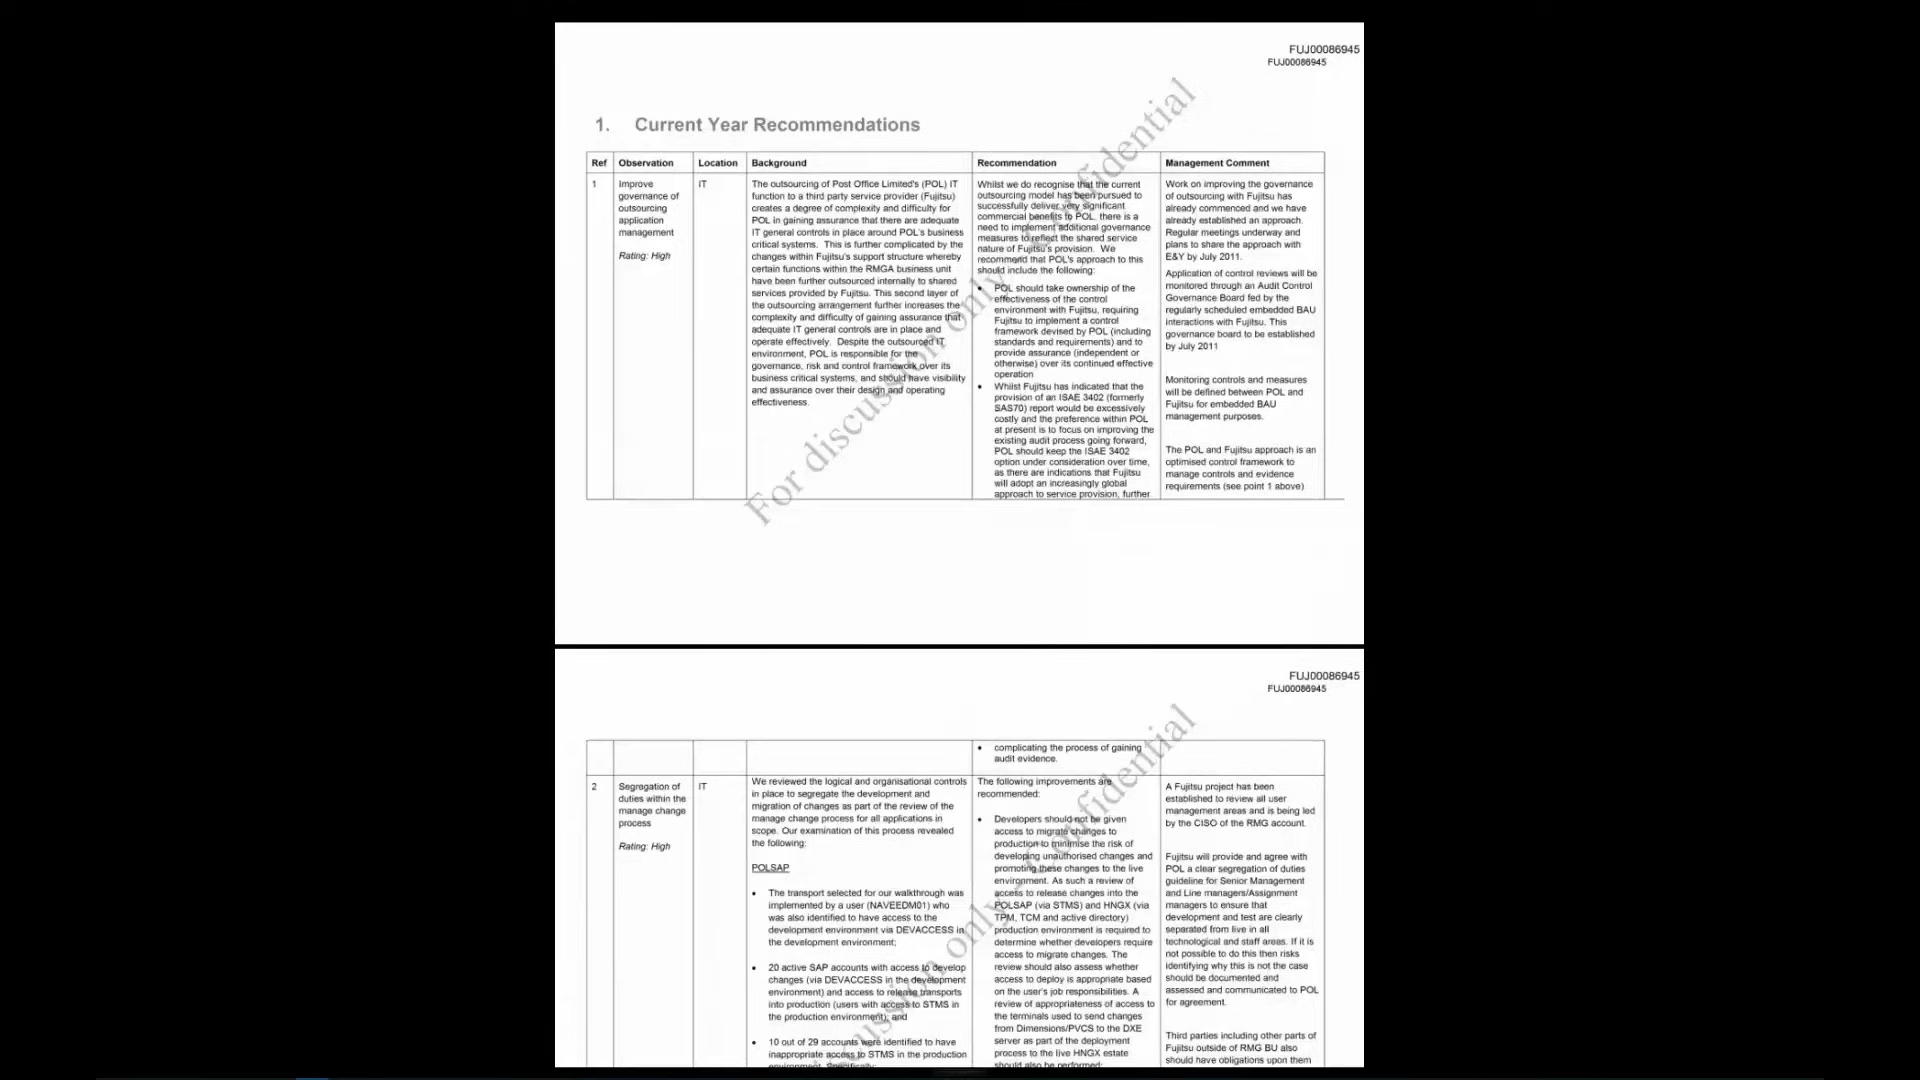 FUJ00086945
FUJ00086945
1. Current Year Recommendations
Ref Observation Location Background Recommendation Management Comment
1
Improve
governance of
outsourcing
application
management
Rating: High
IT
The outsourcing of Post Office Limited's (POL) IT
function to a third party service provider (Fujitsu)
creates a degree of complexity and difficulty for
POL in gaining assurance that there are adequate
IT general controls in place around POL's business
critical systems. This is further complicated by the
changes within Fujitsu's support structure whereby
certain functions within the RMGA business unit
have been further outsourced internally to shared
services provided by Fujitsu. This second layer of
the outsourcing arrangement further increases the
complexity and difficulty of gaining assurance that
adequate IT general controls are in place and
operate effectively. Despite the outsourced IT
environment, POL is responsible for the
governance, risk and control framework over its
business critical systems, and should have visibility
and assurance over their design and operating
effectiveness.
Whilst we do recognise that the current
outsourcing model has been pursued to
successfully deliver very significant
commercial benefits to POL, there is a
need to implement additional governance
measures to reflect the shared service
nature of Fujitsu's provision. We
recommend that POL's approach to this
should include the following:
• POL should take ownership of the
effectiveness of the control
environment with Fujitsu, requiring
Fujitsu to implement a control
framework devised by POL (including
standards and requirements) and to
provide assurance (independent or
otherwise) over its continued effective
operation
• Whilst Fujitsu has indicated that the
provision of an ISAE 3402 (formerly
SAS70) report would be excessively
costly and the preference within POL
at present is to focus on improving the
existing audit process going forward,
POL should keep the ISAE 3402
option under consideration over time,
as there are indications that Fujitsu
will adopt an increasingly global
approach to service provision, further
Work on improving the governance
of outsourcing with Fujitsu has
already commenced and we have
already established an approach.
Regular meetings underway and
plans to share the approach with
E&Y by July 2011.
Application of control reviews will be
monitored through an Audit Control
Governance Board fed by the
regularly scheduled embedded BAU
interactions with Fujitsu. This
governance board to be established
by July 2011
Monitoring controls and measures
will be defined between POL and
Fujitsu for embedded BAU
management purposes.
The POL and Fujitsu approach is an
optimised control framework to
manage controls and evidence
requirements (see point 1 above)
For discussion only - Confidential
FUJ00086945
FUJ00086945
• complicating the process of gaining
audit evidence.
2
Segregation of
duties within the
manage change
process
Rating: High
IT
We reviewed the logical and organisational controls
in place to segregate the development and
migration of changes as part of the review of the
manage change process for all applications in
scope. Our examination of this process revealed
the following:
POLSAP
• The transport selected for our walkthrough was
implemented by a user (NAVEEDM01) who
was also identified to have access to the
development environment via DEVACCESS in
the development environment;
• 20 active SAP accounts with access to develop
changes (via DEVACCESS in the development
environment) and access to release transports
into production (users with access to STMS in
the production environment); and
• 10 out of 29 accounts were identified to have
inappropriate access to STMS in the production
environment. Specifically:
The following improvements are
recommended:
• Developers should not be given
access to migrate changes to
production to minimise the risk of
developing unauthorised changes and
promoting these changes to the live
environment. As such a review of
access to release changes into the
POLSAP (via STMS) and HNGX (via
TPM, TCM and active directory)
production environment is required to
determine whether developers require
access to migrate changes. The
review should also assess whether
access to deploy is appropriate based
on the user's job responsibilities. A
review of appropriateness of access to
the terminals used to send changes
from Dimensions/PVCS to the DXE
server as part of the deployment
process to the live HNGX estate
should also be performed;
A Fujitsu project has been
established to review all user
management areas and is being led
by the CISO of the RMG account.
Fujitsu will provide and agree with
POL a clear segregation of duties
guideline for Senior Management
and Line managers/Assignment
managers to ensure that
development and test are clearly
separated from live in all
technological and staff areas. If it is
not possible to do this then risks
identifying why this is not the case
should be documented and
assessed and communicated to POL
for agreement.
Third parties including other parts of
Fujitsu outside of RMG BU also
should have obligations upon them
discussion only - Confidential